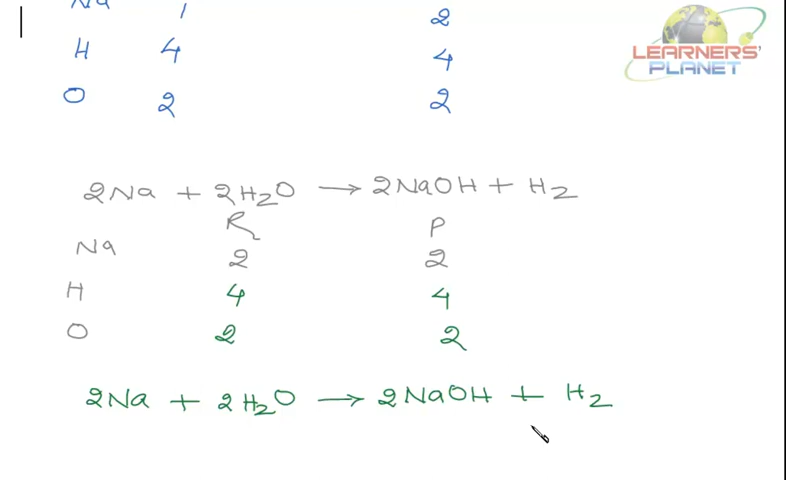 Na 1 2
LEARNERS'
PLANET
H 4 4
O 2 2
2Na + 2H₂O → 2NaOH + H₂
R P
Na 2 2
H 4 4
O 2 2
2Na + 2H₂O → 2NaOH + H₂